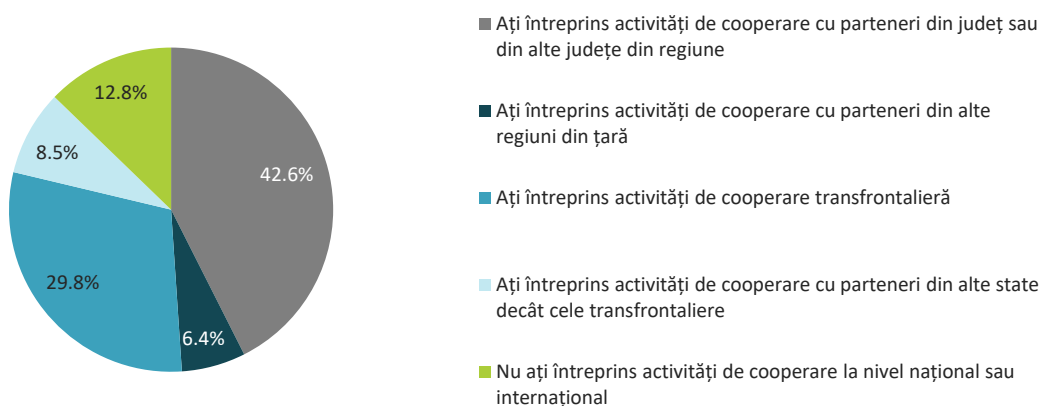 42.6%
6.4%
29.8%
8.5%
12.8%
Ați întreprins activități de cooperare cu parteneri din județ sau
din alte județe din regiune
Ați întreprins activități de cooperare cu parteneri din alte
regiuni din țară
Ați întreprins activități de cooperare transfrontalieră
Ați întreprins activități de cooperare cu parteneri din alte state
decât cele transfrontaliere
Nu ați întreprins activități de cooperare la nivel național sau
internațional